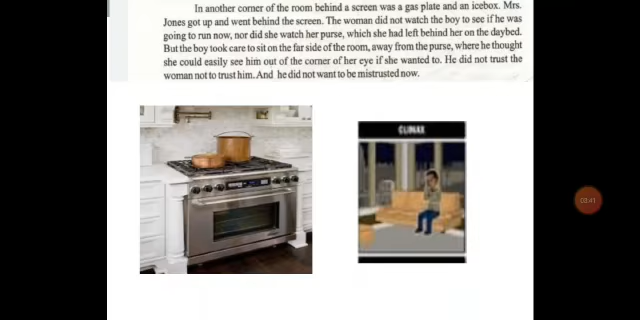 In another corner of the room behind a screen was a gas plate and an icebox. Mrs.
Jones got up and went behind the screen. The woman did not watch the boy to see if he was
going to run now, nor did she watch her purse, which she had left behind her on the daybed.
But the boy took care to sit on the far side of the room, away from the purse, where he thought
she could easily see him out of the corner of her eye if she wanted to. He did not trust the
woman not to trust him. And he did not want to be mistrusted now.
CLIMAX
03:41